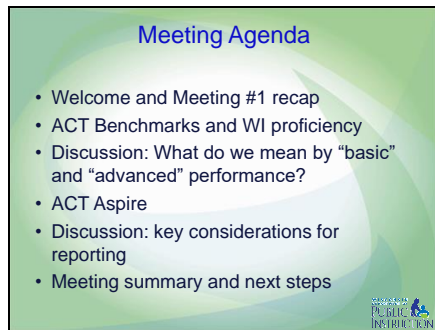 Meeting Agenda
• Welcome and Meeting #1 recap
• ACT Benchmarks and WI proficiency
• Discussion: What do we mean by “basic”
and “advanced” performance?
• ACT Aspire
• Discussion: key considerations for
reporting
• Meeting summary and next steps
PUBLIC
INSTRUCTION